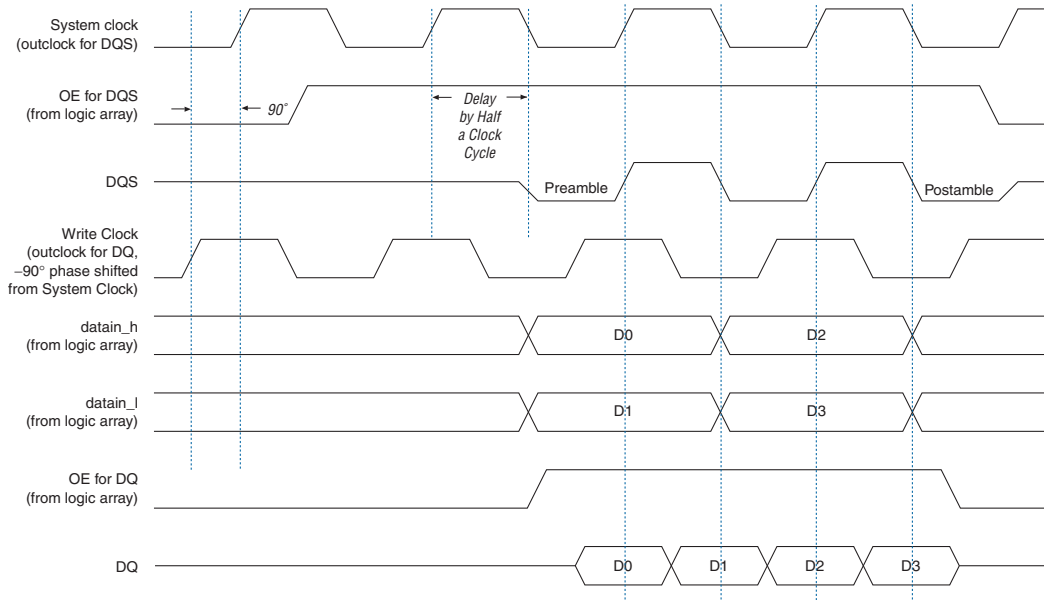 System clock
(outclock for DQS)
OE for DQS
(from logic array)
90°
Delay
by Half
a Clock
Cycle
DQS
Preamble
Postamble
Write Clock
(outclock for DQ,
−90° phase shifted
from System Clock)
datain_h
(from logic array)
D0
D2
datain_l
(from logic array)
D1
D3
OE for DQ
(from logic array)
DQ
D0
D1
D2
D3